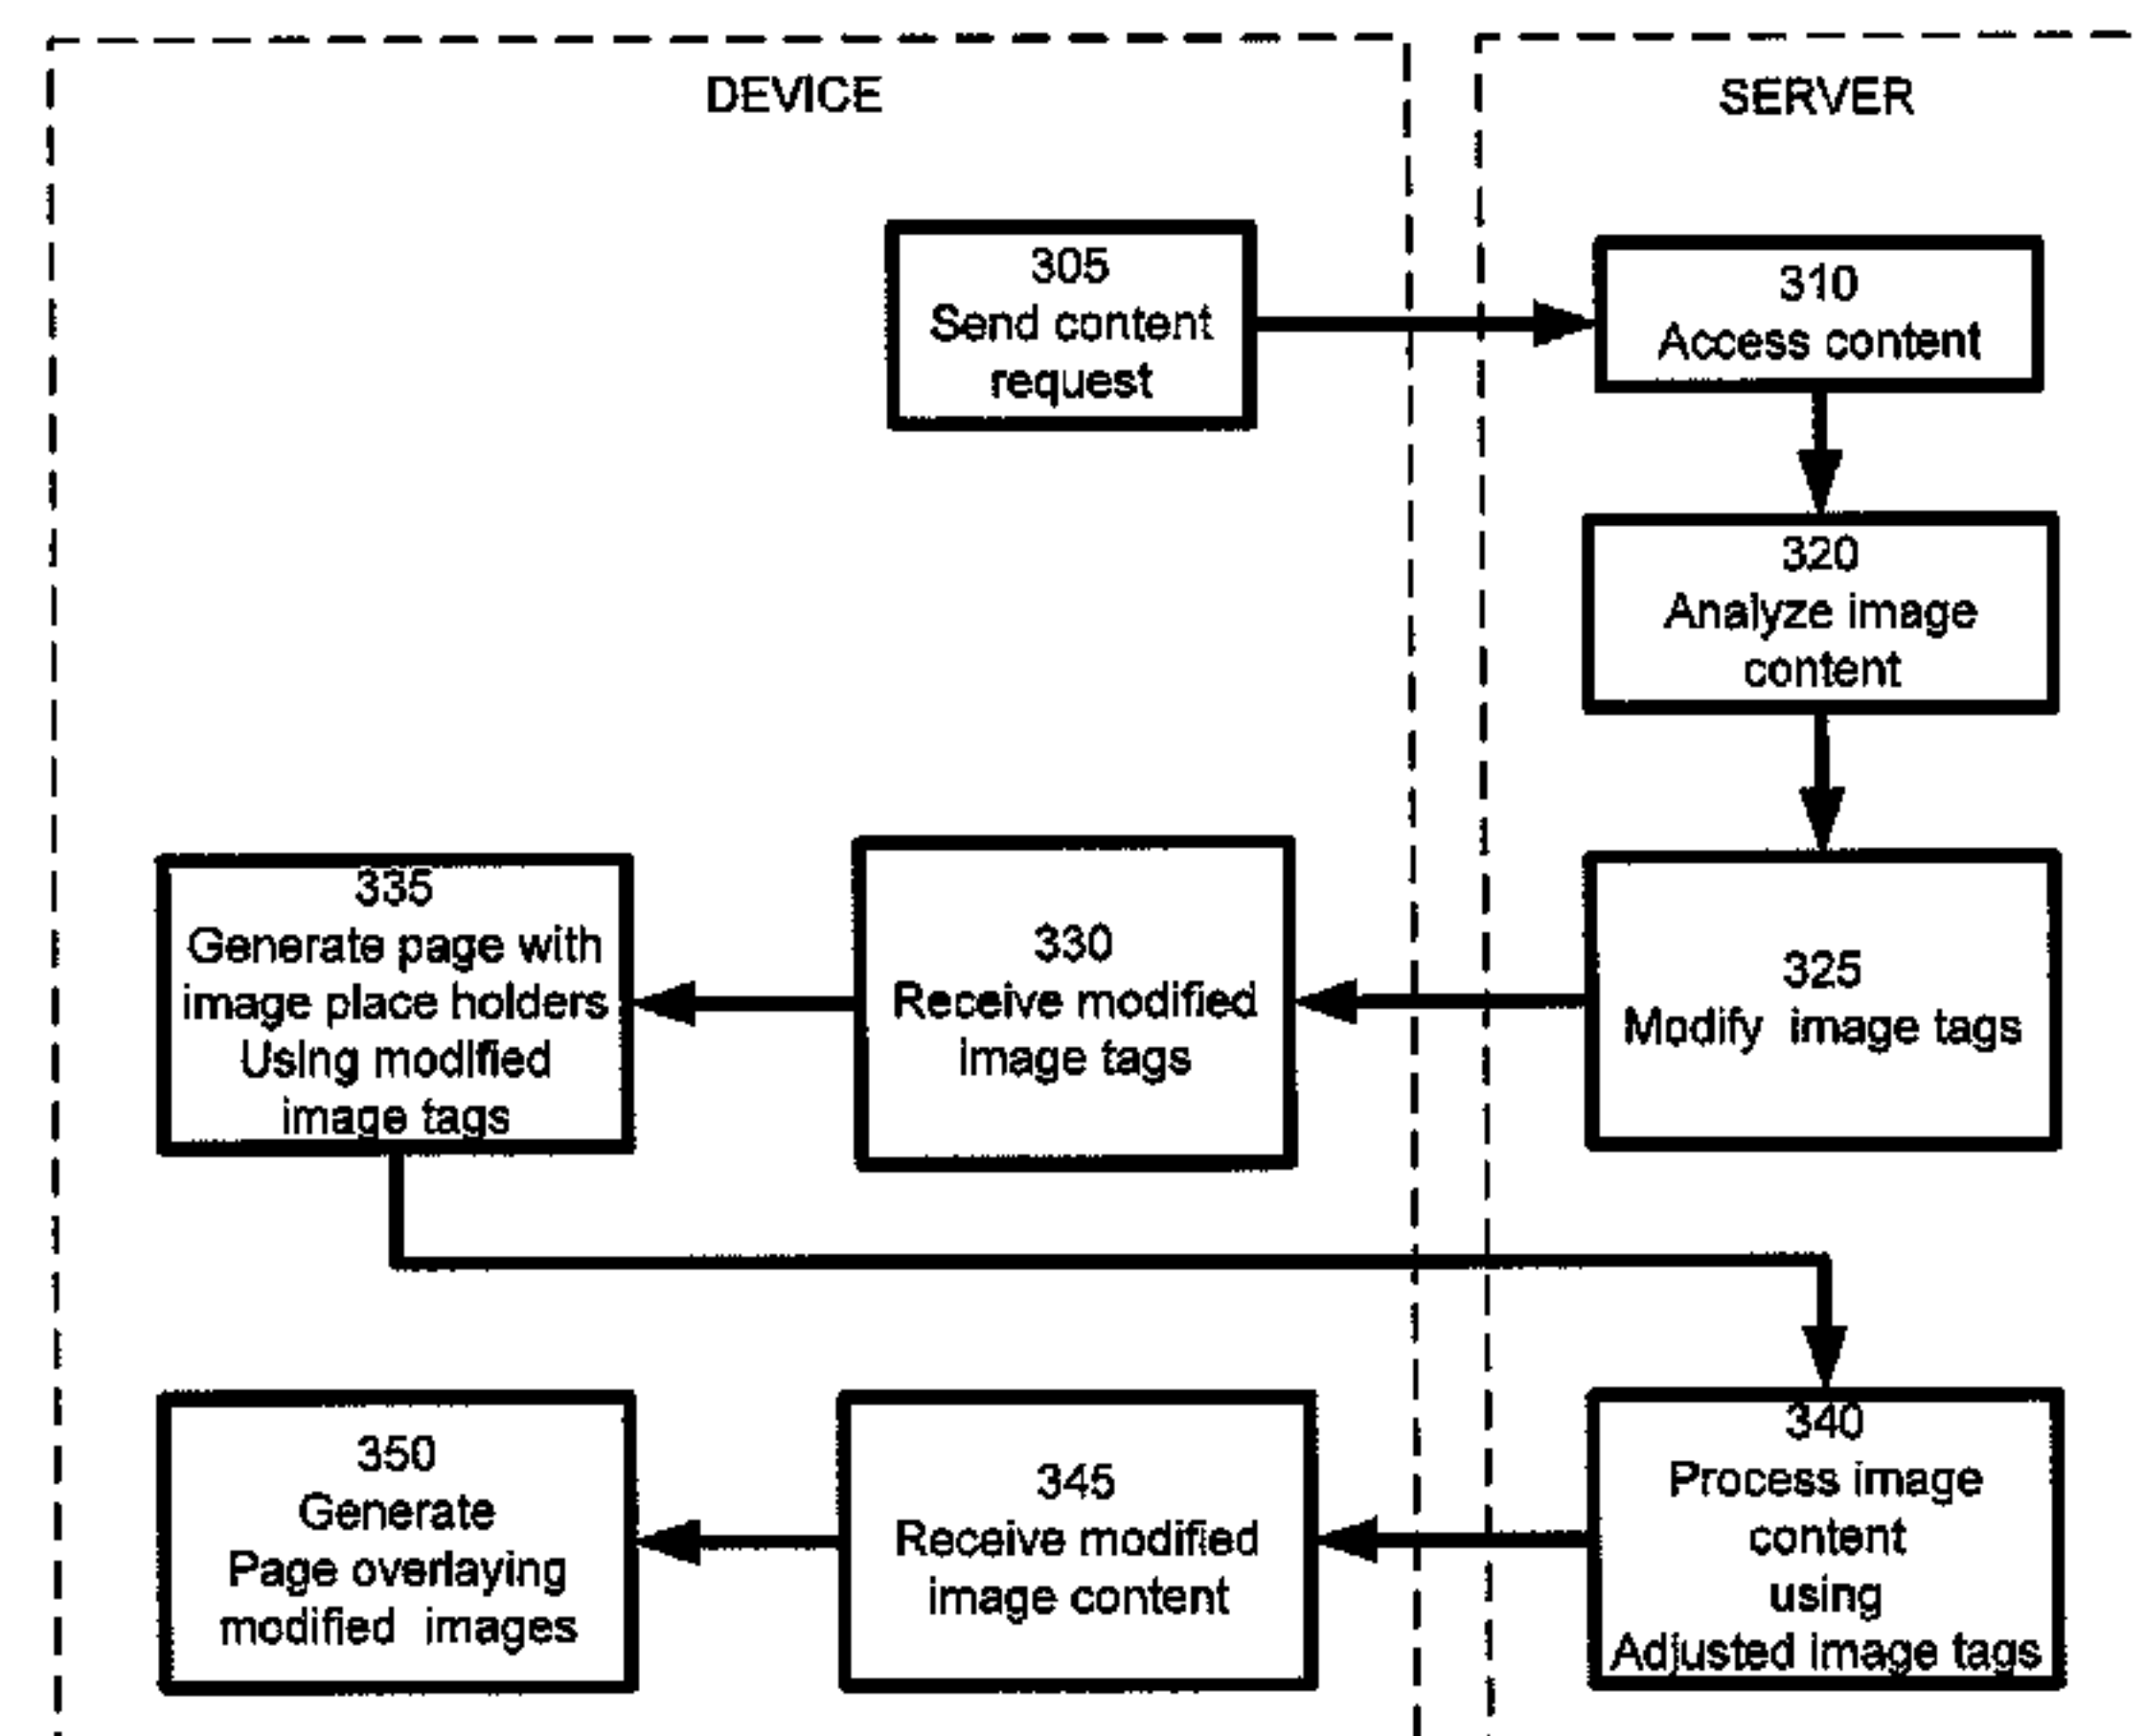 DEVICE
SERVER
305
Send content
request
310
Access content
320
Analyze image
content
335
Generate page with
image place holders
Using modified
image tags
330
Receive modified
image tags
325
Modify image tags
350
Generate
Page overlaying
modified images
345
Receive modified
image content
340
Process image
content
using
Adjusted image tags